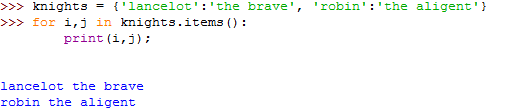 >>> knights = {'lancelot':'the brave', 'robin':'the aligent'}
>>> for i,j in knights.items():
        print(i,j);
lancelot the brave
robin the aligent